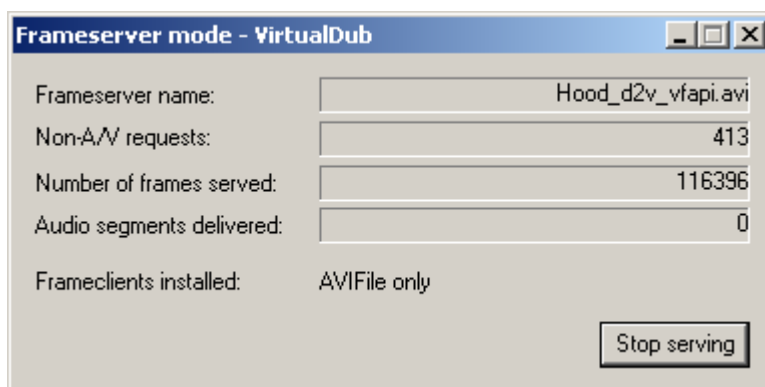 Frameserver mode - VirtualDub
Frameserver name: Hood_d2v_vfapi.avi
Non-A/V requests: 413
Number of frames served: 116396
Audio segments delivered: 0
Frameclients installed: AVIFile only
Stop serving